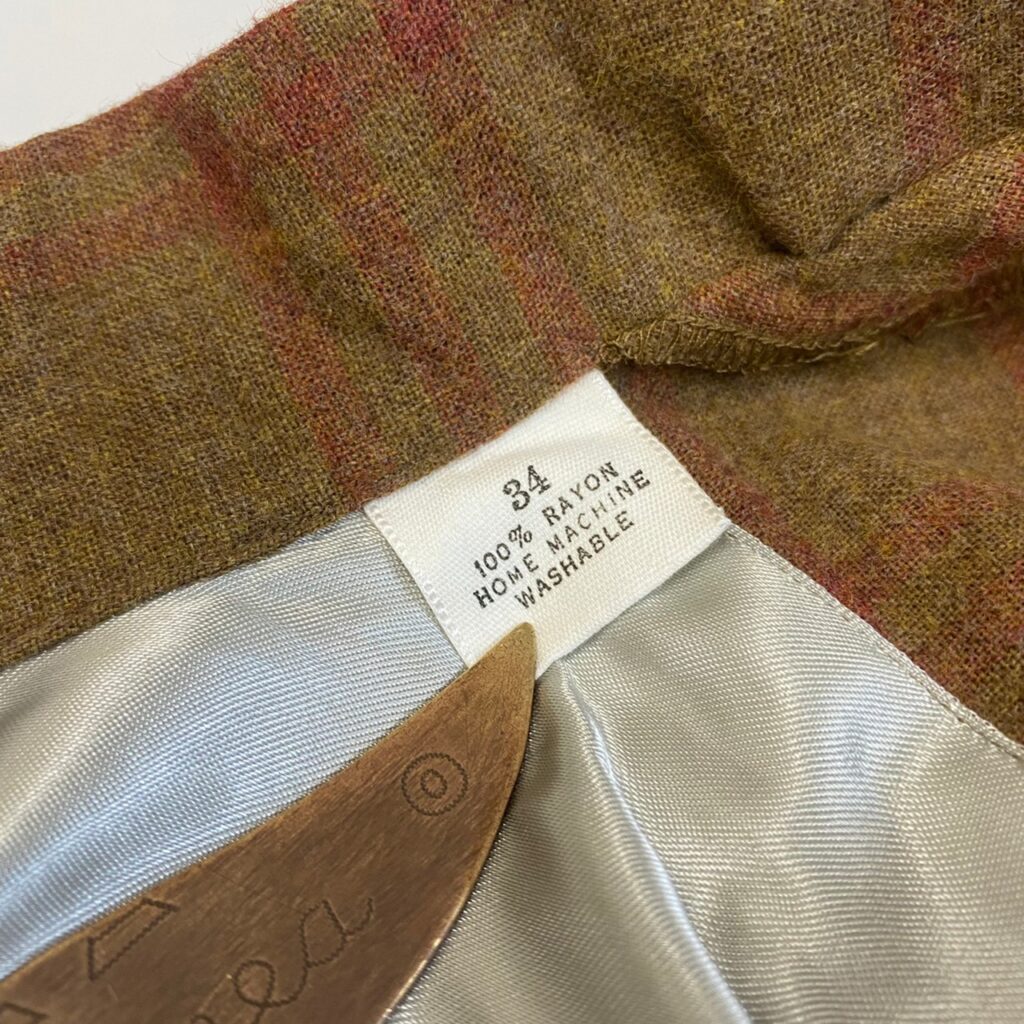 34
100% RAYON
HOME MACHINE
WASHABLE